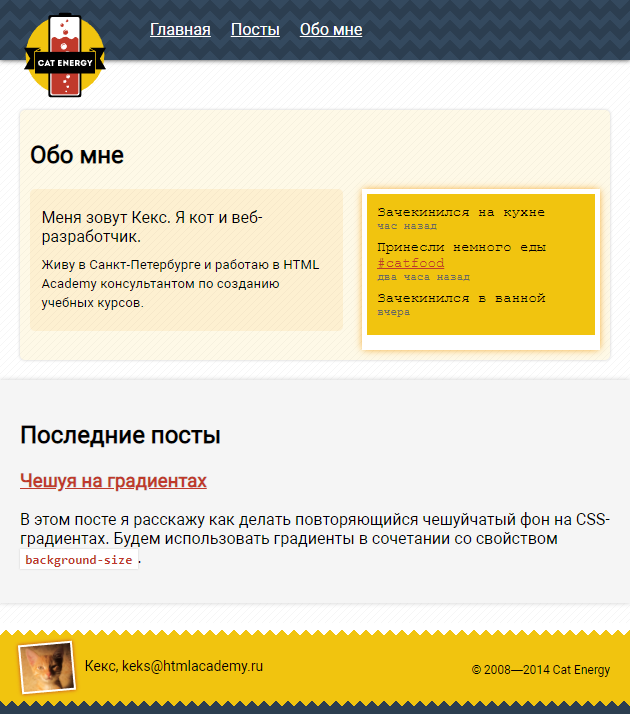 CAT ENERGY
Главная Посты Обо мне
Обо мне
Меня зовут Кекс. Я кот и веб-
разработчик.
Живу в Санкт-Петербурге и работаю в HTML
Academy консультантом по созданию
учебных курсов.
Зачекинился на кухне
час назад
Принесли немного еды
#catfood
два часа назад
Зачекинился в ванной
вчера
Последние посты
Чешуя на градиентах
В этом посте я расскажу как делать повторяющийся чешуйчатый фон на CSS-
градиентах. Будем использовать градиенты в сочетании со свойством
background-size.
Кекс, keks@htmlacademy.ru
© 2008—2014 Cat Energy